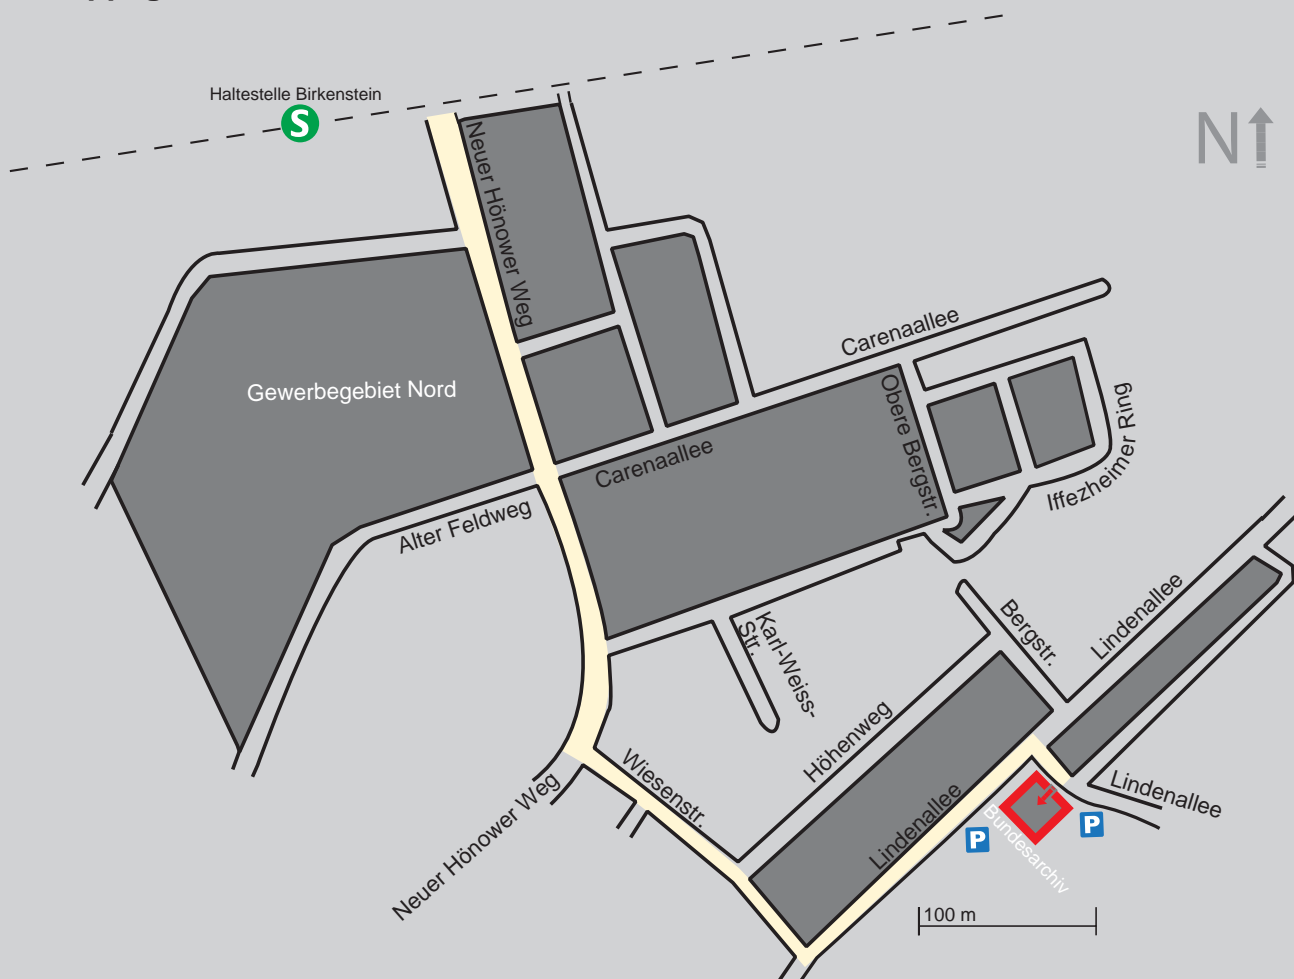 Haltestelle Birkenstein
S
N
Neuer Hönower Weg
Carenaallee
Gewerbegebiet Nord
Obere Bergstr.
Iffezheimer Ring
Carenaallee
Alter Feldweg
Karl-Weiss-
Str.
Bergstr.
Lindenallee
Höhenweg
Wiesenstr.
Neuer Hönower Weg
Lindenallee
Lindenallee
P
P
Bundesarchiv
100 m